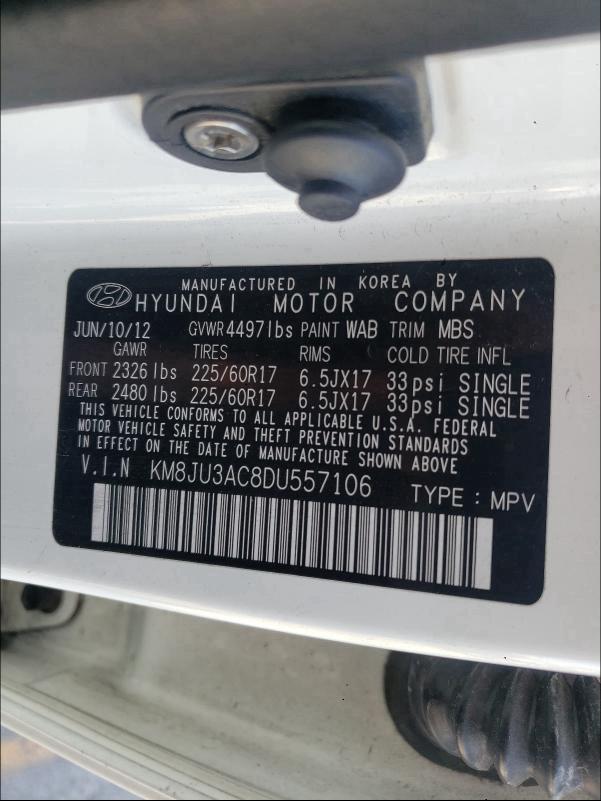 MANUFACTURED IN KOREA BY
HYUNDAI MOTOR COMPANY
JUN/10/12 GVWR 4497lbs PAINT WAB TRIM MBS
GAWR TIRES RIMS COLD TIRE INFL
FRONT 2326 lbs 225/60R17 6.5JX17 33psi SINGLE
REAR 2480 lbs 225/60R17 6.5JX17 33psi SINGLE
THIS VEHICLE CONFORMS TO ALL APPLICABLE U.S.A. FEDERAL
MOTOR VEHICLE SAFETY AND THEFT PREVENTION STANDARDS
IN EFFECT ON THE DATE OF MANUFACTURE SHOWN ABOVE
V.I.N KM8JU3AC8DU557106 TYPE : MPV